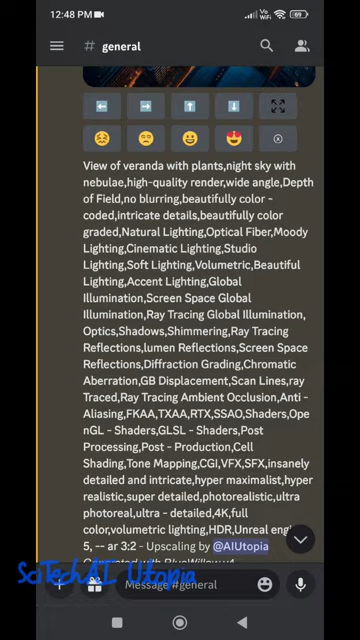 12:48 PM
Vo WiFi 69
# general
View of veranda with plants,night sky with
nebulae,high-quality render,wide angle,Depth
of Field,no blurring,beautifully color -
coded,intricate details,beautifully color
graded,Natural Lighting,Optical Fiber,Moody
Lighting,Cinematic Lighting,Studio
Lighting,Soft Lighting,Volumetric,Beautiful
Lighting,Accent Lighting,Global
Illumination,Screen Space Global
Illumination,Ray Tracing Global Illumination,
Optics,Shadows,Shimmering,Ray Tracing
Reflections,lumen Reflections,Screen Space
Reflections,Diffraction Grading,Chromatic
Aberration,GB Displacement,Scan Lines,ray
Traced,Ray Tracing Ambient Occlusion,Anti -
Aliasing,FKAA,TXAA,RTX,SSAO,Shaders,Ope
nGL - Shaders,GLSL - Shaders,Post
Processing,Post - Production,Cell
Shading,Tone Mapping,CGI,VFX,SFX,insanely
detailed and intricate,hyper maximalist,hyper
realistic,super detailed,photorealistic,ultra
photoreal,ultra - detailed,4K,full
color,volumetric lighting,HDR,Unreal engi
5, -- ar 3:2 - Upscaling by @AIUtopia
SciTechAI Utopia
Message #general